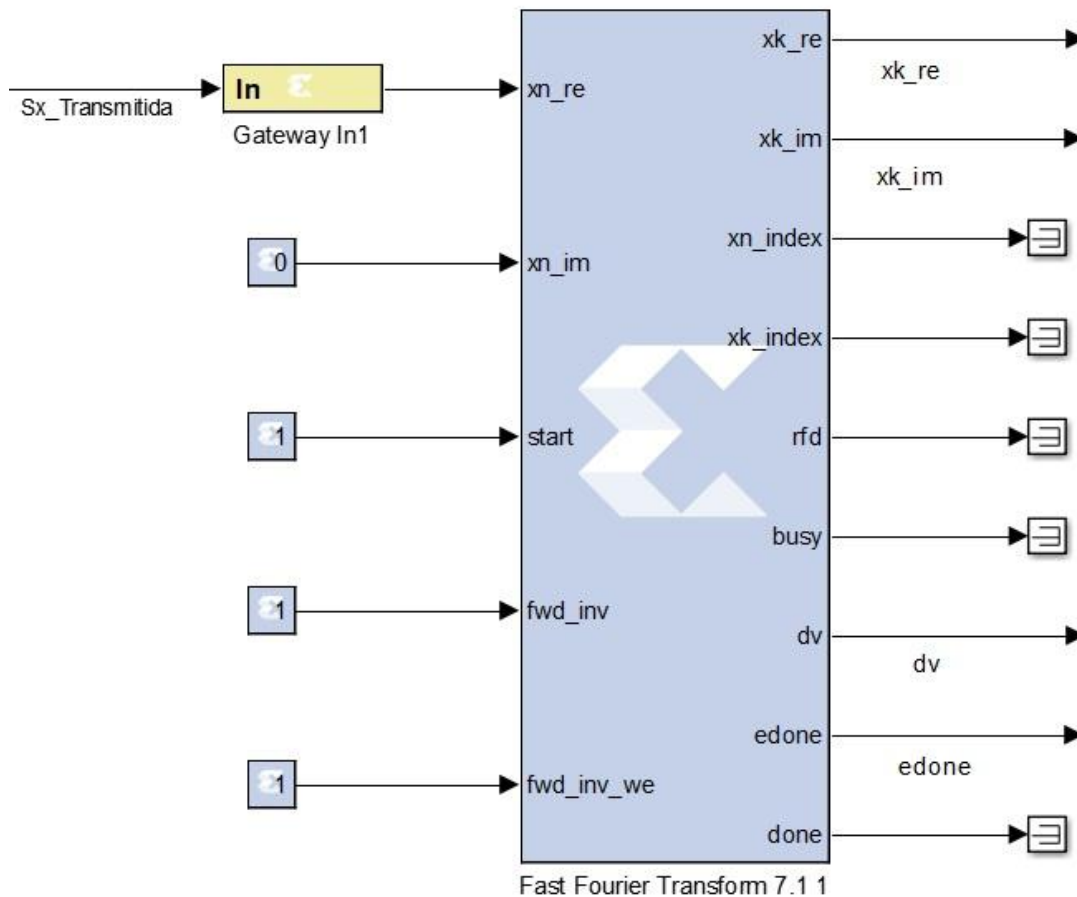 xk_re
xk_re
In
xn_re
Sx_Transmitida
Gateway In1
xk_im
xk_im
xn_index
0
xn_im
xk_index
1
start
rfd
busy
1
fwd_inv
dv
dv
edone
edone
1
fwd_inv_we
done
Fast Fourier Transform 7.1 1